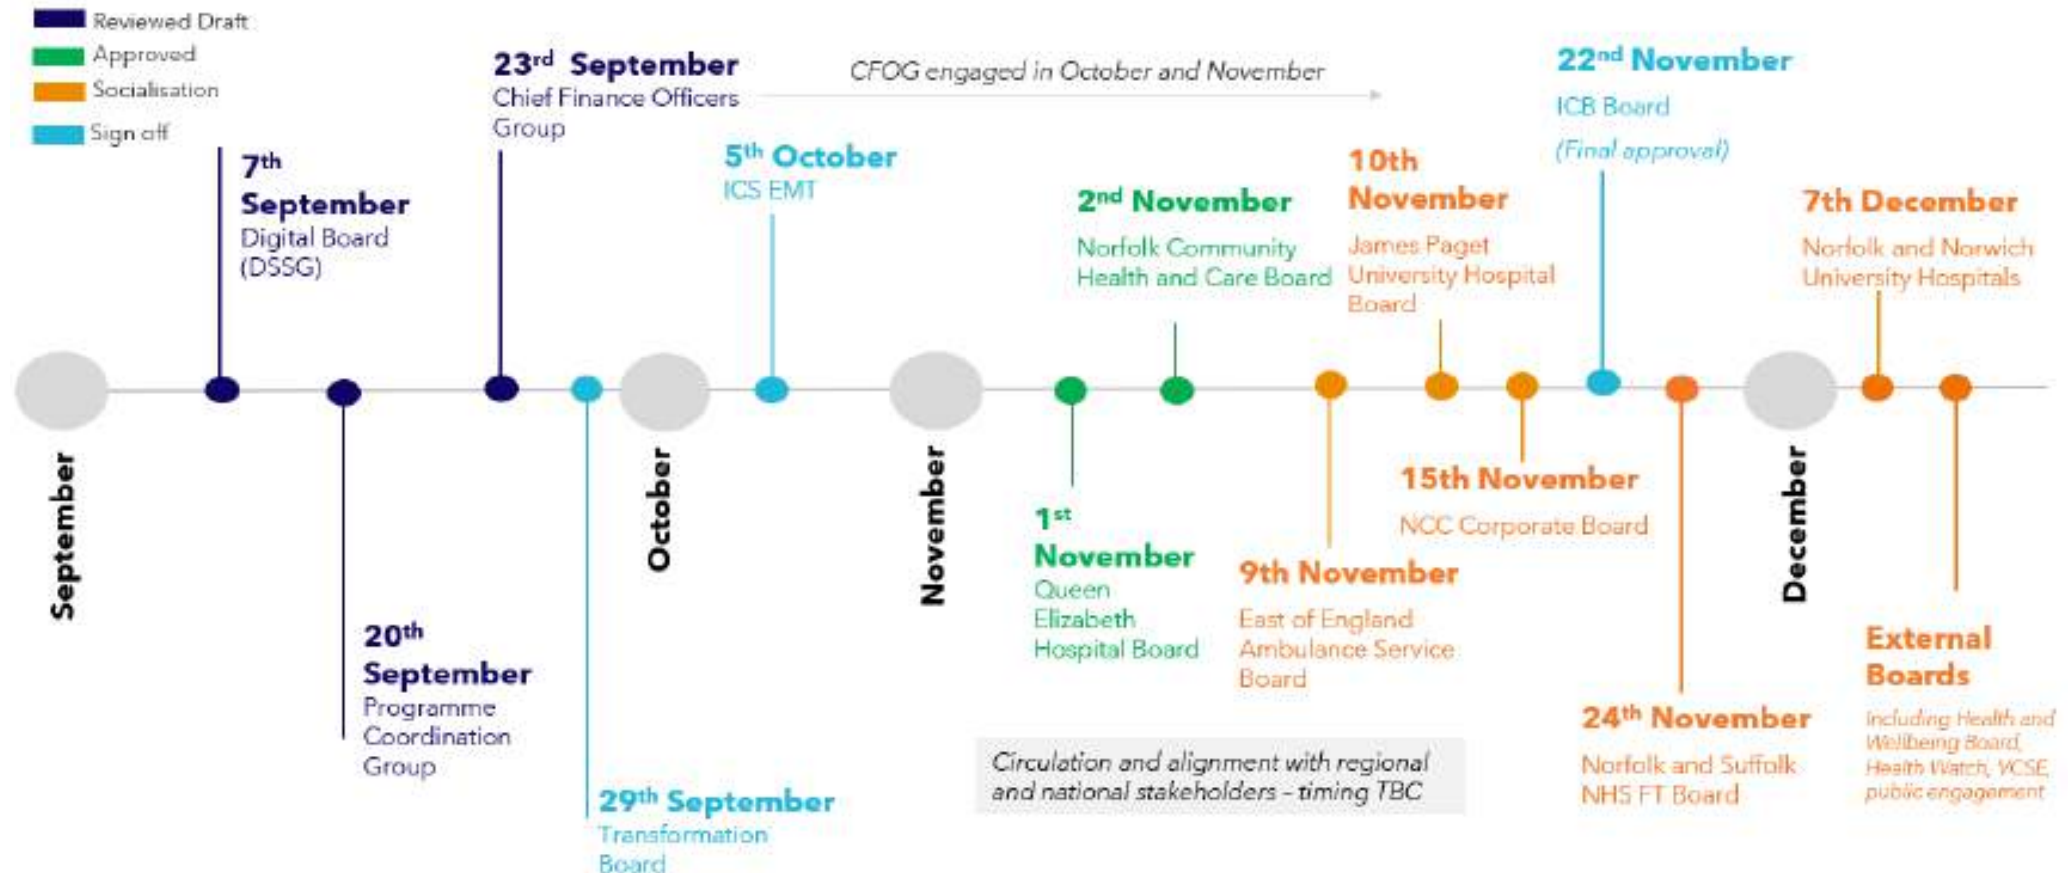 Reviewed Draft
Approved
Socialisation
Sign off
7th
September
Digital Board
(DSSG)
20th
September
Programme
Coordination
Group
23rd September
Chief Finance Officers
Group
CFOG engaged in October and November
29th September
Transformation
Board
5th October
ICS EMT
1st
November
Queen
Elizabeth
Hospital Board
2nd November
Norfolk Community
Health and Care Board
9th November
East of England
Ambulance Service
Board
10th
November
James Paget
University Hospital
Board
15th November
NCC Corporate Board
22nd November
ICB Board
(Final approval)
24th November
Norfolk and Suffolk
NHS FT Board
7th December
Norfolk and Norwich
University Hospitals
External
Boards
Including Health and
Wellbeing Board,
Health Watch, VCSE,
public engagement
September
October
November
December
Circulation and alignment with regional
and national stakeholders - timing TBC